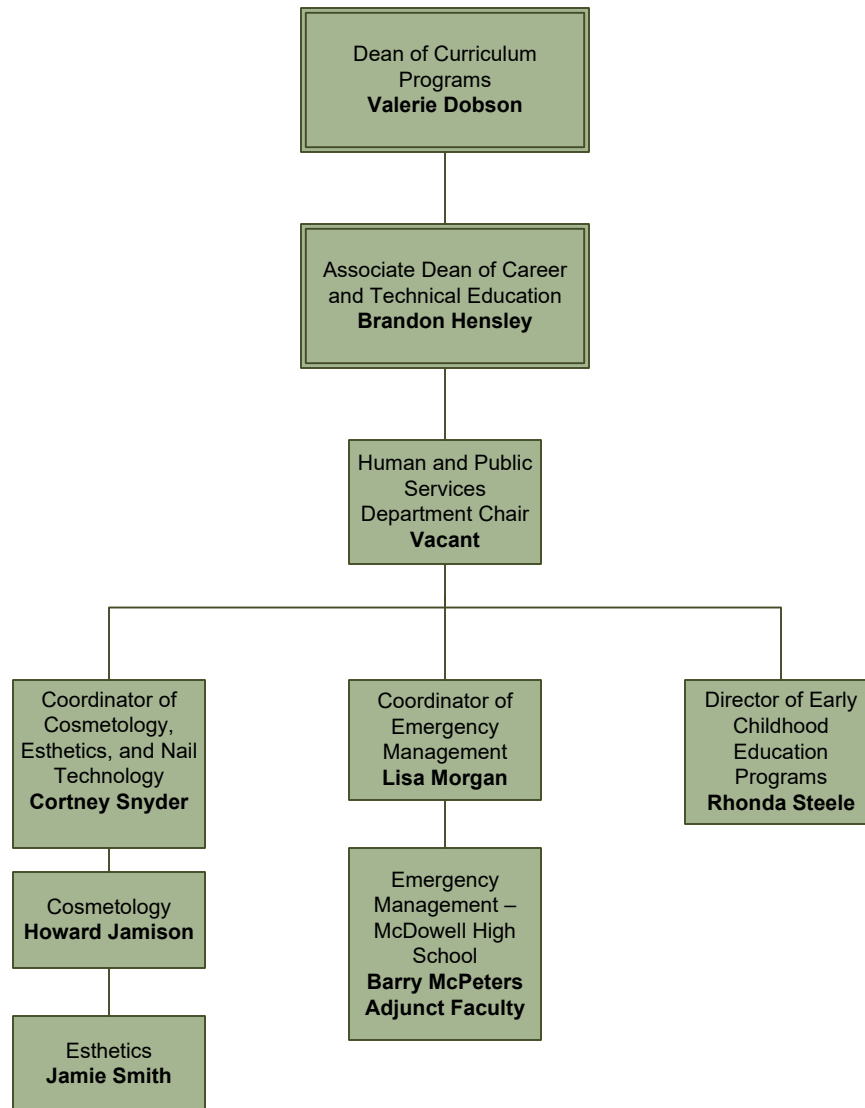 Dean of Curriculum
Programs
Valerie Dobson
Associate Dean of Career
and Technical Education
Brandon Hensley
Human and Public
Services
Department Chair
Vacant
Coordinator of
Cosmetology,
Esthetics, and Nail
Technology
Cortney Snyder
Coordinator of
Emergency
Management
Lisa Morgan
Director of Early
Childhood
Education
Programs
Rhonda Steele
Cosmetology
Howard Jamison
Emergency
Management –
McDowell High
School
Barry McPeters
Adjunct Faculty
Esthetics
Jamie Smith